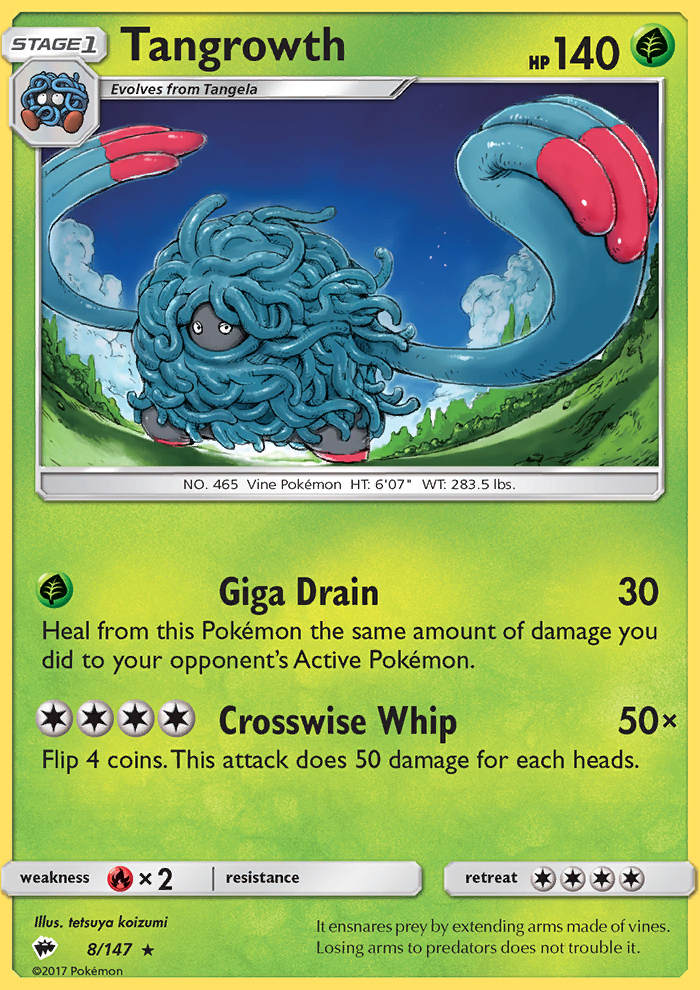 STAGE 1
Tangrowth
HP 140
Evolves from Tangela
NO. 465 Vine Pokémon HT: 6'07" WT: 283.5 lbs.
Giga Drain 30
Heal from this Pokémon the same amount of damage you
did to your opponent's Active Pokémon.
Crosswise Whip 50×
Flip 4 coins. This attack does 50 damage for each heads.
weakness × 2 resistance retreat
Illus. tetsuya koizumi
8/147 ★
©2017 Pokémon
It ensnares prey by extending arms made of vines.
Losing arms to predators does not trouble it.